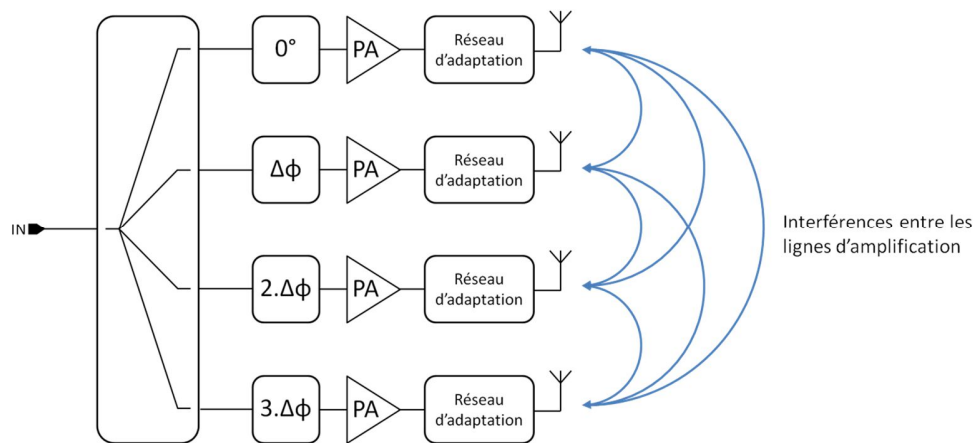 0°
PA
Réseau
d'adaptation
Δϕ
PA
Réseau
d'adaptation
IN
Interférences entre les
lignes d'amplification
2.Δϕ
PA
Réseau
d'adaptation
3.Δϕ
PA
Réseau
d'adaptation